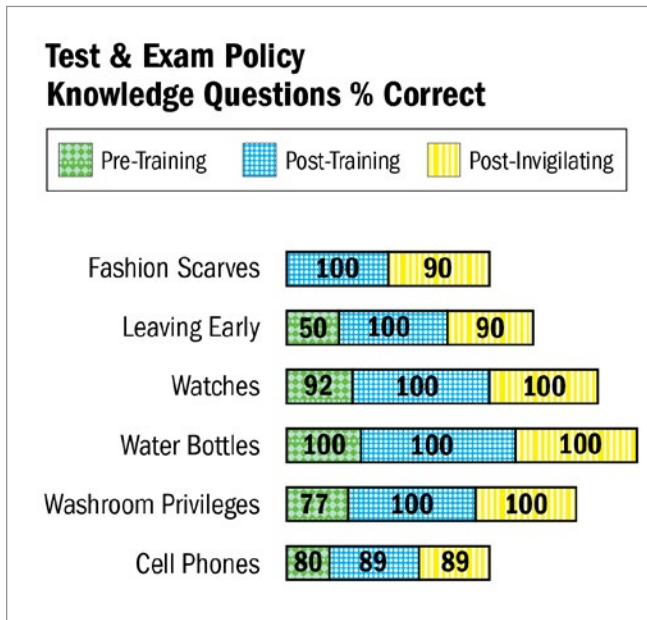 Test & Exam Policy
Knowledge Questions % Correct
Pre-Training Post-Training Post-Invigilating
Fashion Scarves 100 90
Leaving Early 50 100 90
Watches 92 100 100
Water Bottles 100 100 100
Washroom Privileges 77 100 100
Cell Phones 80 89 89